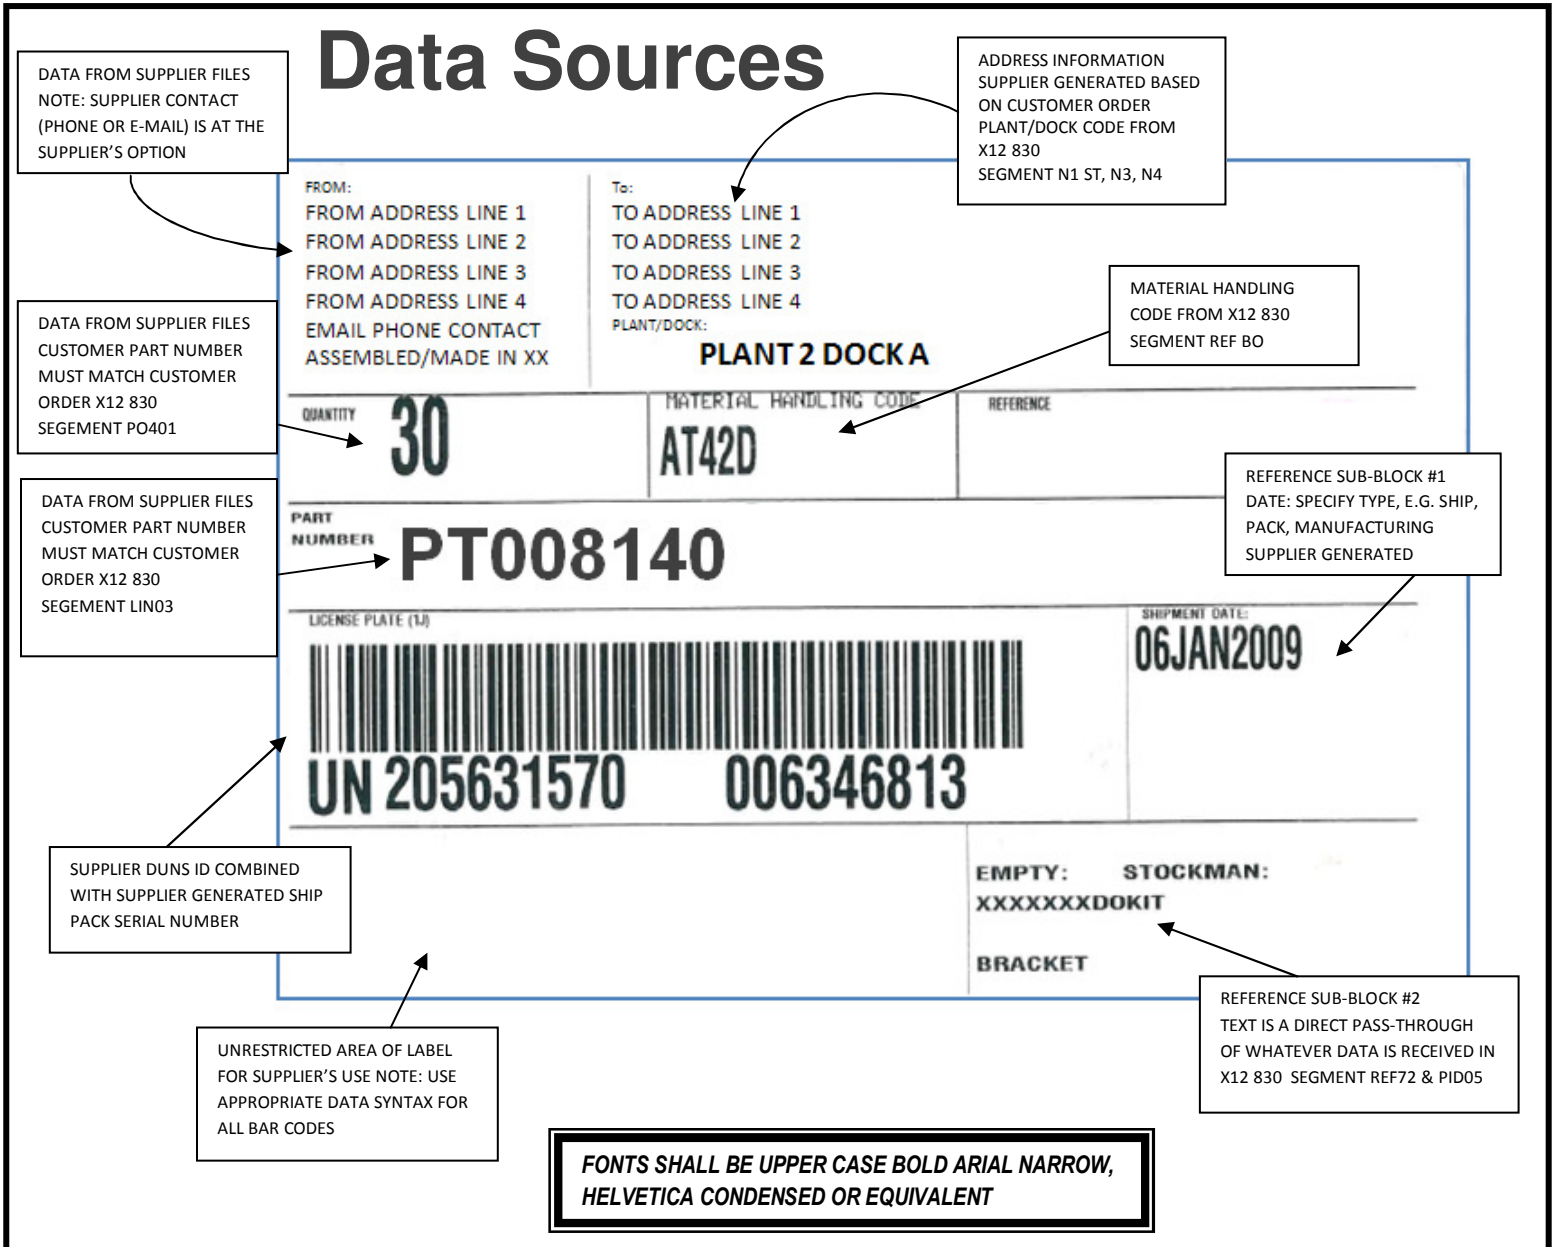 Data Sources
DATA FROM SUPPLIER FILES
NOTE: SUPPLIER CONTACT
(PHONE OR E-MAIL) IS AT THE
SUPPLIER’S OPTION
ADDRESS INFORMATION
SUPPLIER GENERATED BASED
ON CUSTOMER ORDER
PLANT/DOCK CODE FROM
X12 830
SEGMENT N1 ST, N3, N4
FROM:
FROM ADDRESS LINE 1
FROM ADDRESS LINE 2
FROM ADDRESS LINE 3
FROM ADDRESS LINE 4
EMAIL PHONE CONTACT
ASSEMBLED/MADE IN XX
To:
TO ADDRESS LINE 1
TO ADDRESS LINE 2
TO ADDRESS LINE 3
TO ADDRESS LINE 4
PLANT/DOCK:
PLANT 2 DOCK A
MATERIAL HANDLING
CODE FROM X12 830
SEGMENT REF BO
DATA FROM SUPPLIER FILES
CUSTOMER PART NUMBER
MUST MATCH CUSTOMER
ORDER X12 830
SEGEMENT PO401
QUANTITY
30
MATERIAL HANDLING CODE
AT42D
REFERENCE
DATA FROM SUPPLIER FILES
CUSTOMER PART NUMBER
MUST MATCH CUSTOMER
ORDER X12 830
SEGEMENT LIN03
PART
NUMBER
PT008140
REFERENCE SUB-BLOCK #1
DATE: SPECIFY TYPE, E.G. SHIP,
PACK, MANUFACTURING
SUPPLIER GENERATED
LICENSE PLATE (1J)
UN 205631570 006346813
SHIPMENT DATE:
06JAN2009
SUPPLIER DUNS ID COMBINED
WITH SUPPLIER GENERATED SHIP
PACK SERIAL NUMBER
EMPTY: STOCKMAN:
XXXXXXXDOKIT
BRACKET
UNRESTRICTED AREA OF LABEL
FOR SUPPLIER’S USE NOTE: USE
APPROPRIATE DATA SYNTAX FOR
ALL BAR CODES
REFERENCE SUB-BLOCK #2
TEXT IS A DIRECT PASS-THROUGH
OF WHATEVER DATA IS RECEIVED IN
X12 830 SEGMENT REF72 & PID05
FONTS SHALL BE UPPER CASE BOLD ARIAL NARROW,
HELVETICA CONDENSED OR EQUIVALENT